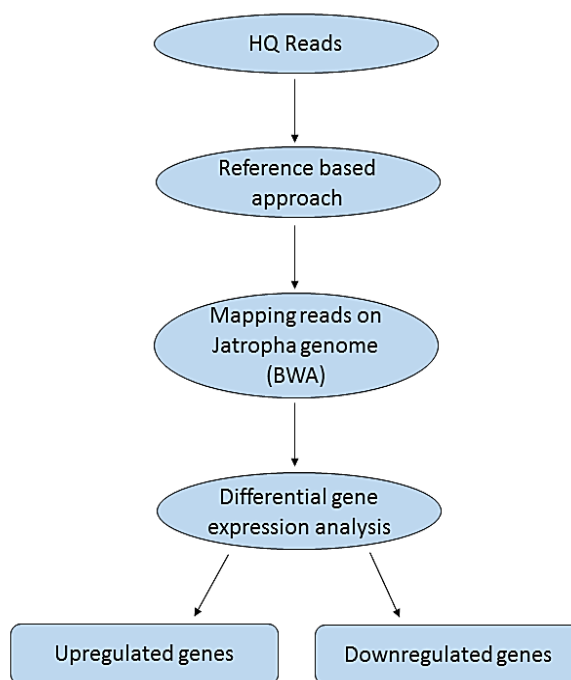 HQ Reads
Reference based
approach
Mapping reads on
Jatropha genome
(BWA)
Differential gene
expression analysis
Upregulated genes
Downregulated genes